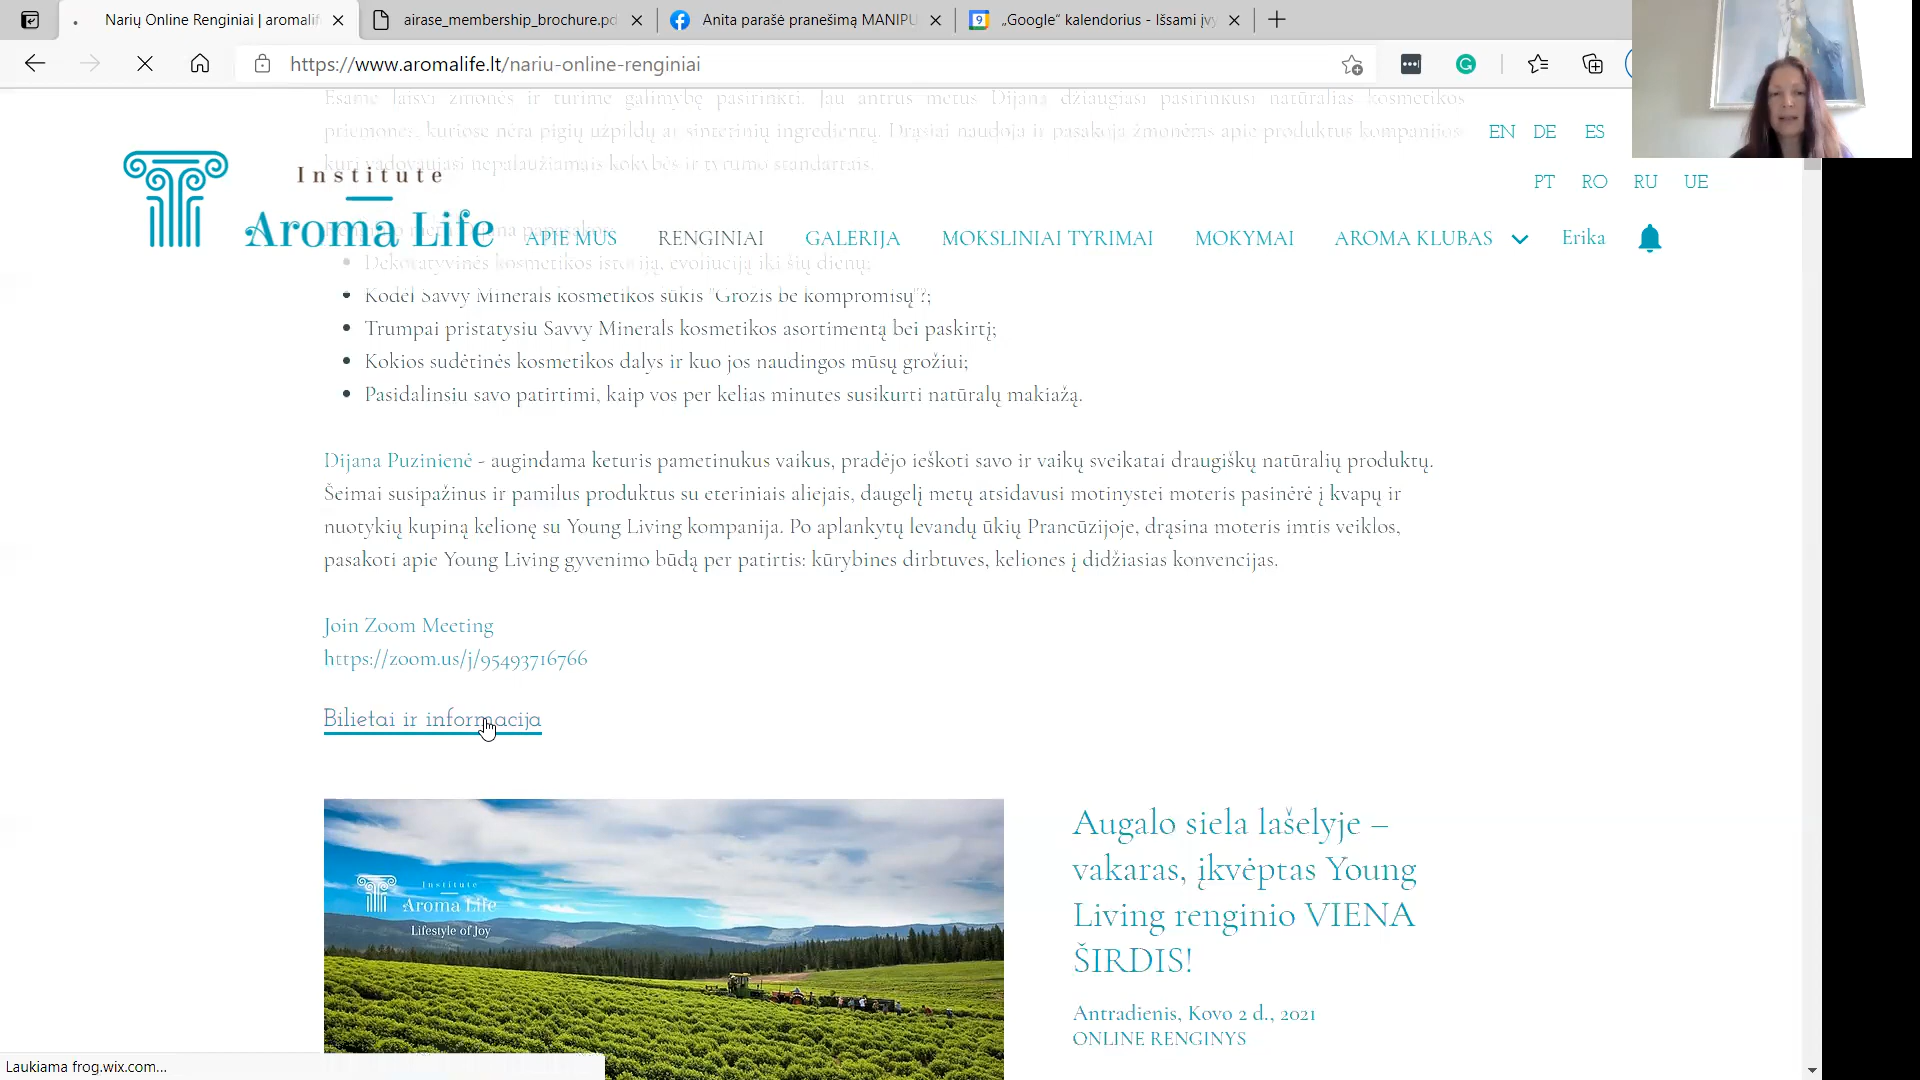 Narių Online Renginiai | aromalif
airase_membership_brochure.pd
Anita parašė pranešimą MANIPU
„Google“ kalendorius - Išsami įv
https://www.aromalife.lt/nariu-online-renginiai
Esame laisvi žmonės ir turime galimybę pasirinkti. Jau antrus metus Dijana džiaugiasi pasirinkusi natūralias kosmetikos
priemones, kuriose nėra pigių užpildų ar sintetinių ingredientų. Drąsiai naudoja ir pasakoja žmonėms apie produktus kompanijos
kuri vadovaujasi nepalaužiamais kokybės ir tyrumo standartais.
EN DE ES
PT RO RU UE
Institute
Aroma Life
APIE MUS RENGINIAI GALERIJA MOKSLINIAI TYRIMAI MOKYMAI AROMA KLUBAS Erika
Dekoratyvinės kosmetikos istoriją, evoliuciją iki šių dienų;
Kodėl Savvy Minerals kosmetikos šūkis "Grožis be kompromisų"?;
Trumpai pristatysiu Savvy Minerals kosmetikos asortimentą bei paskirtį;
Kokios sudėtinės kosmetikos dalys ir kuo jos naudingos mūsų grožiui;
Pasidalinsiu savo patirtimi, kaip vos per kelias minutes susikurti natūralų makiažą.
Dijana Puzinienė - augindama keturis pametinukus vaikus, pradėjo ieškoti savo ir vaikų sveikatai draugiškų natūralių produktų.
Šeimai susipažinus ir pamilus produktus su eteriniais aliejais, daugelį metų atsidavusi motinystei moteris pasinėrė į kvapų ir
nuotykių kupiną kelionę su Young Living kompanija. Po aplankytų levandų ūkių Prancūzijoje, drąsina moteris imtis veiklos,
pasakoti apie Young Living gyvenimo būdą per patirtis: kūrybines dirbtuves, keliones į didžiasias konvencijas.
Join Zoom Meeting
https://zoom.us/j/95493716766
Bilietai ir informacija
Institute
Aroma Life
Lifestyle of Joy
Augalo siela lašelyje –
vakaras, įkvėptas Young
Living renginio VIENA
ŠIRDIS!
Antradienis, Kovo 2 d., 2021
ONLINE RENGINYS
Laukiama frog.wix.com...